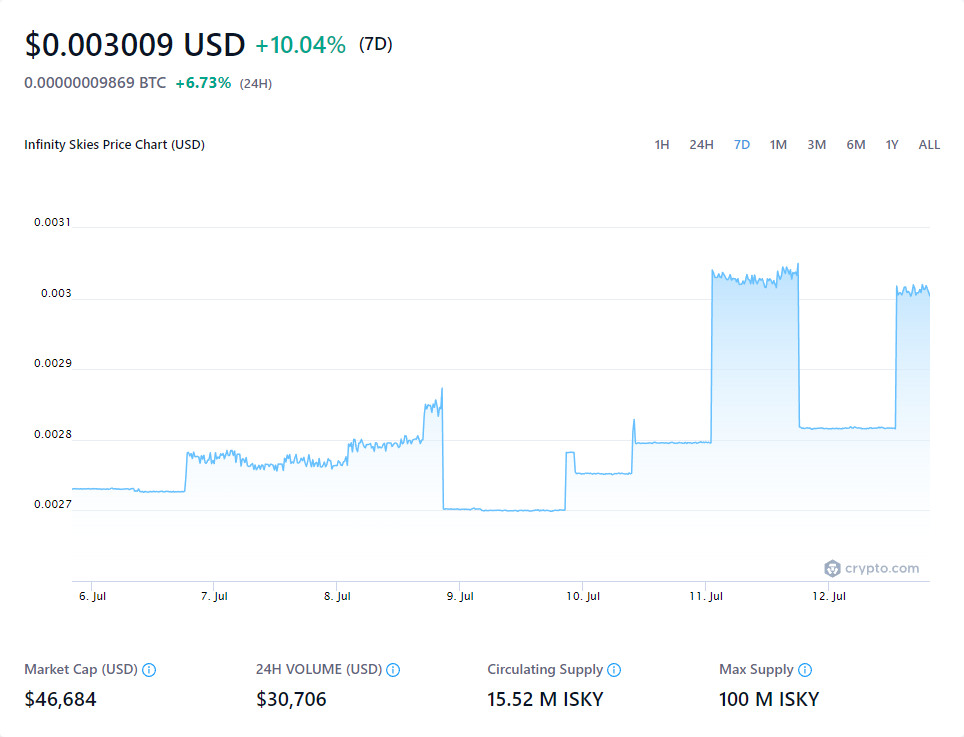 $0.003009 USD +10.04% (7D)
0.00000009869 BTC +6.73% (24H)
Infinity Skies Price Chart (USD) 1H 24H 7D 1M 3M 6M 1Y ALL
0.0031
0.003
0.0029
0.0028
0.0027
crypto.com
6. Jul 7. Jul 8. Jul 9. Jul 10. Jul 11. Jul 12. Jul
Market Cap (USD) 24H VOLUME (USD) Circulating Supply Max Supply
$46,684 $30,706 15.52 M ISKY 100 M ISKY